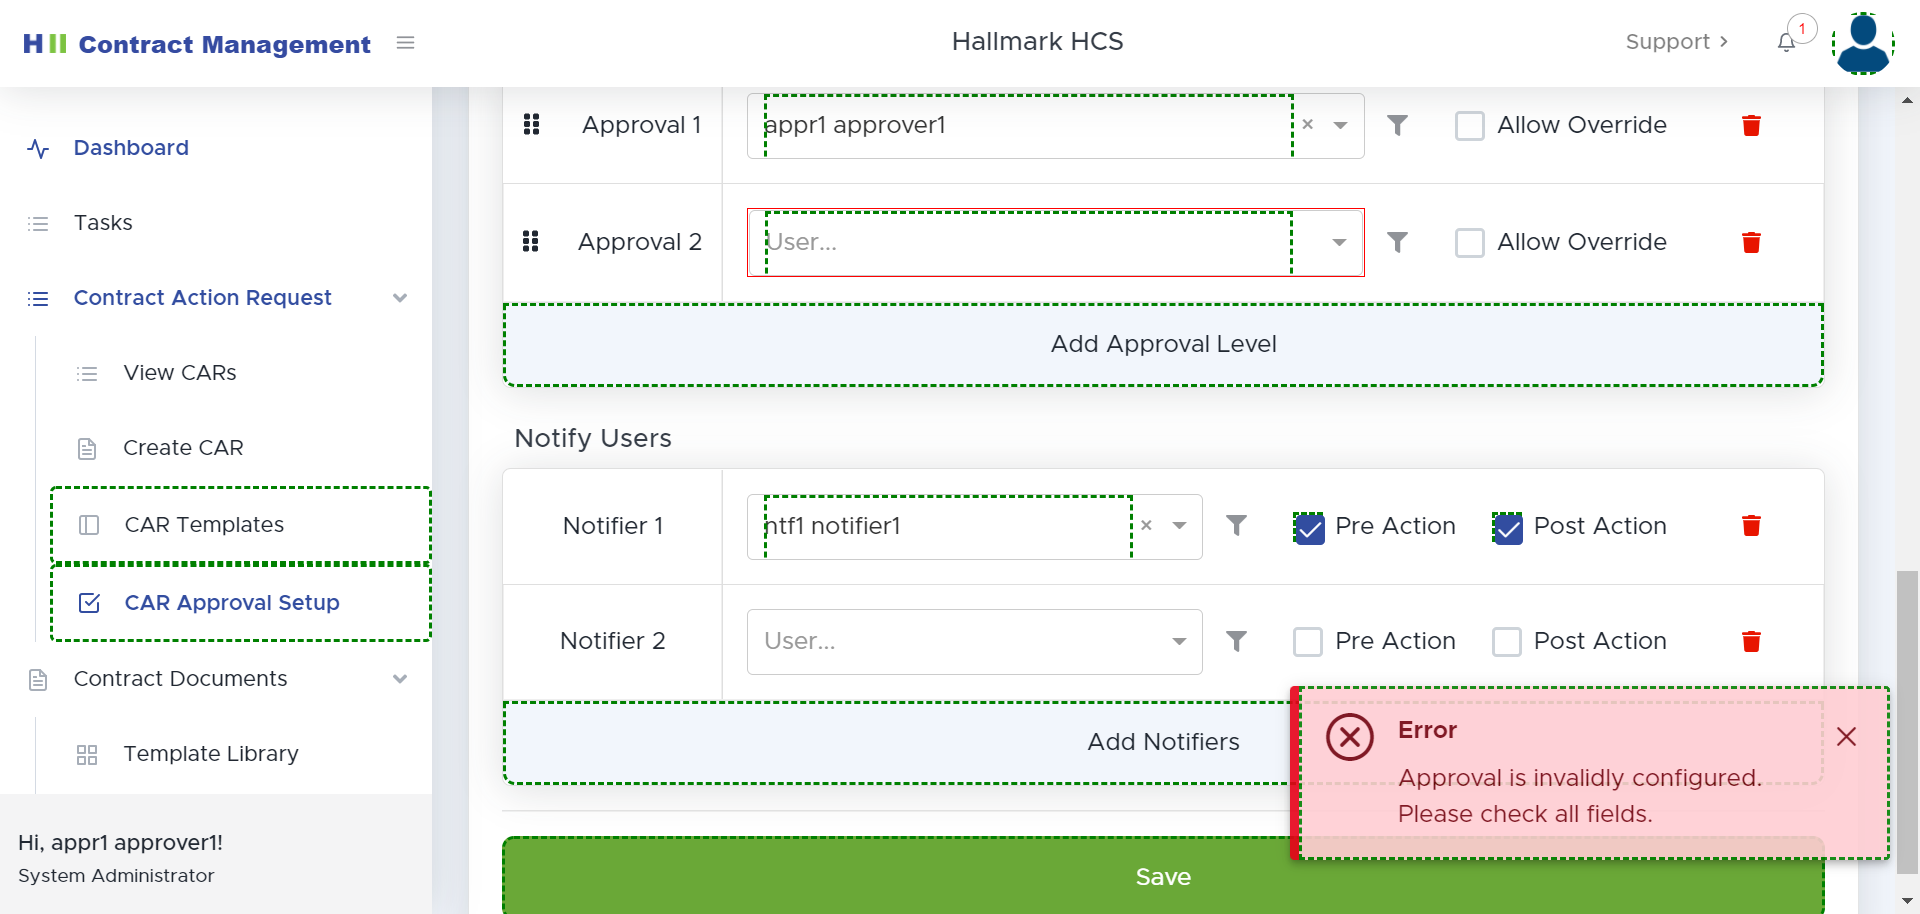 HII Contract Management
Hallmark HCS
Support
1
Dashboard
Tasks
Contract Action Request
View CARs
Create CAR
CAR Templates
CAR Approval Setup
Contract Documents
Template Library
Hi, appr1 approver1!
System Administrator
Approval 1
appr1 approver1
Allow Override
Approval 2
User...
Allow Override
Add Approval Level
Notify Users
Notifier 1
ntf1 notifier1
Pre Action
Post Action
Notifier 2
User...
Pre Action
Post Action
Add Notifiers
Error
Approval is invalidly configured.
Please check all fields.
Save